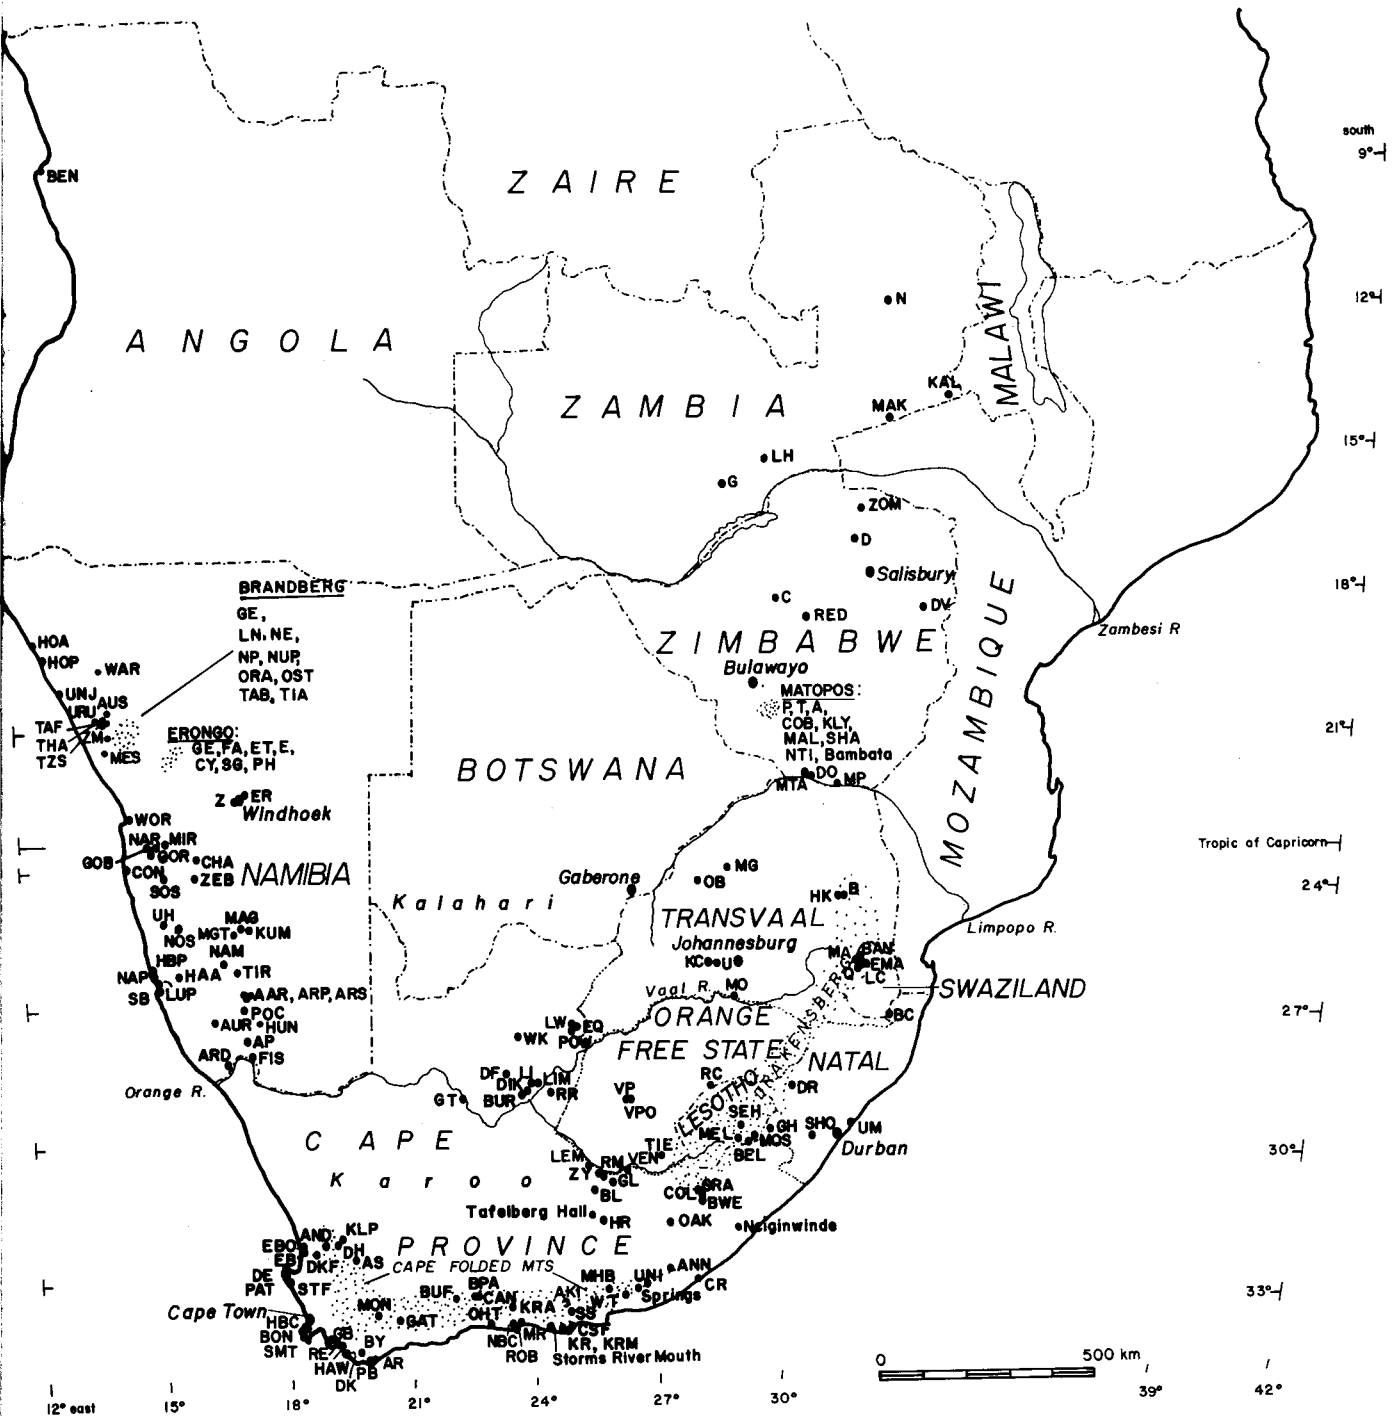 south
9°
BEN
ZAIRE
12°
N
MALAWI
ANGOLA
KAL
ZAMBIA
MAK
15°
LH
G
ZOM
D
Salisbury
18°
BRANDBERG
GE,
LN, NE,
NP, NUP,
ORA, OST
TAB, TIA
C
DV
RED
Zambesi R
MOZAMBIQUE
ZIMBABWE
HOA
HOP
WAR
Bulawayo
UNJ
AUS
URU
MATOPOS:
P, T, A,
COB, KLY,
MAL, SHA
NTI, Bambata
TAF
THA
TZS
ZM
MES
ERONGO:
GE, FA, ET, E,
CY, SG, PH
21°
BOTSWANA
DO
MTA
MP
Z
ER
Windhoek
WOR
NAR
MIR
GOB
GOR
CHA
CON
SOS
ZEB
NAMIBIA
Tropic of Capricorn
MG
OB
24°
Gaberone
HK
B
Kalahari
TRANSVAAL
Limpopo R.
UH
NOS
MAG
MGT
KUM
Johannesburg
KC
U
MA
BAN
EMA
Q
LC
NAM
HBP
NAP
HAA
TIR
SB
LUP
AAR, ARP, ARS
Vaal R.
MO
SWAZILAND
POC
AUR
HUN
BC
27°
ORANGE
FREE STATE
DRAKENSBERG
NATAL
LW
EQ
WK
POW
AP
ARD
FIS
Orange R.
DF
LI
DIK
LIM
BUR
RR
GT
RC
VP
VPO
LESOTHO
DR
SEH
GH
SHO
UM
MEL
MOS
Durban
BEL
30°
CAPE
TIE
LEM
RM
VEN
ZY
GL
Karoo
BL
COL
SRA
BWE
Tafelberg Hall
HR
OAK
Nqiginwinde
AND
KLP
EBO
EB
DH
DKF
AS
PROVINCE
CAPE FOLDED MTS
DE
PAT
STF
ANN
MHB
UNI
CR
BPA
BUF
CAN
AKI
WT
Springs
33°
Cape Town
MON
GAT
OHT
KRA
SS
HBC
BON
SMT
GB
RE
BY
HAW
PB
AR
DK
NBC
MR
ROB
CSF
KR, KRM
Storms River Mouth
0
500 km
12° east
15°
18°
21°
24°
27°
30°
39°
42°